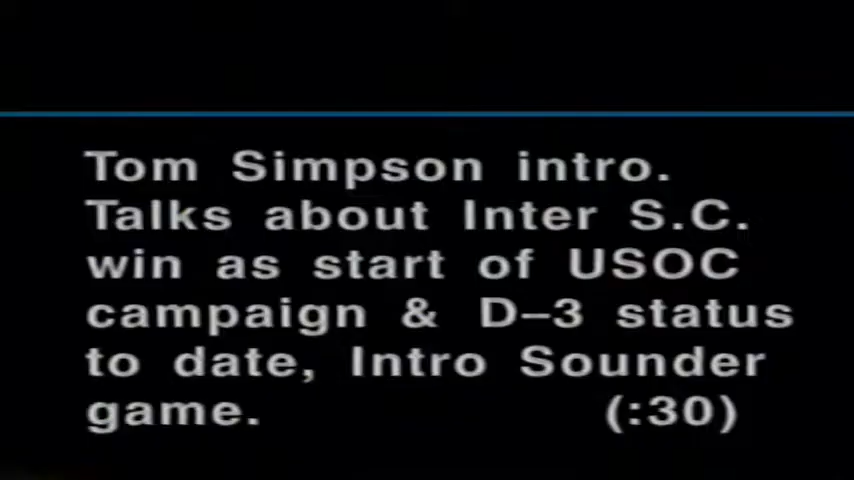 Tom Simpson intro.
Talks about Inter S.C.
win as start of USOC
campaign & D–3 status
to date, Intro Sounder
game. (:30)